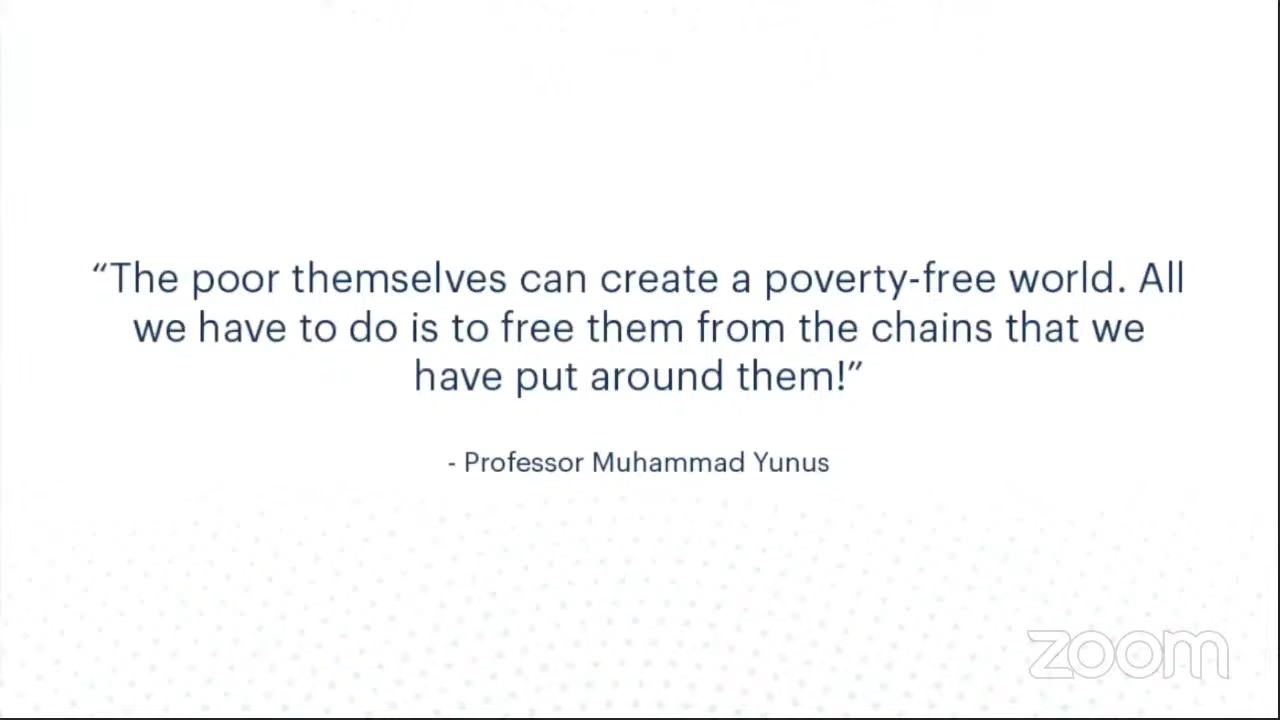 “The poor themselves can create a poverty-free world. All
we have to do is to free them from the chains that we
have put around them!”
- Professor Muhammad Yunus
zoom